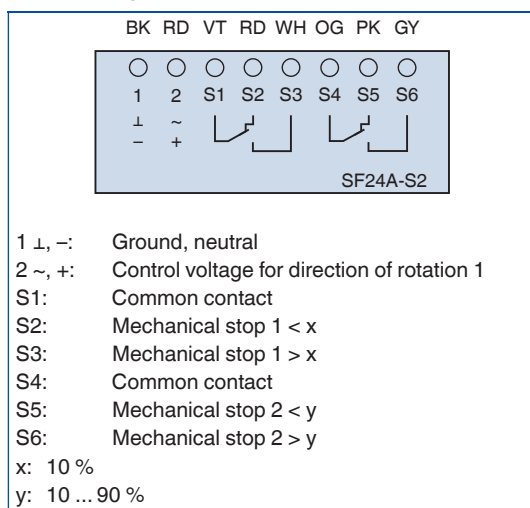 BK RD VT RD WH OG PK GY
1 2 S1 S2 S3 S4 S5 S6
⊥ ~
– +
SF24A-S2
1 ⊥, –: Ground, neutral
2 ~, +: Control voltage for direction of rotation 1
S1: Common contact
S2: Mechanical stop 1 < x
S3: Mechanical stop 1 > x
S4: Common contact
S5: Mechanical stop 2 < y
S6: Mechanical stop 2 > y
x: 10 %
y: 10 ... 90 %